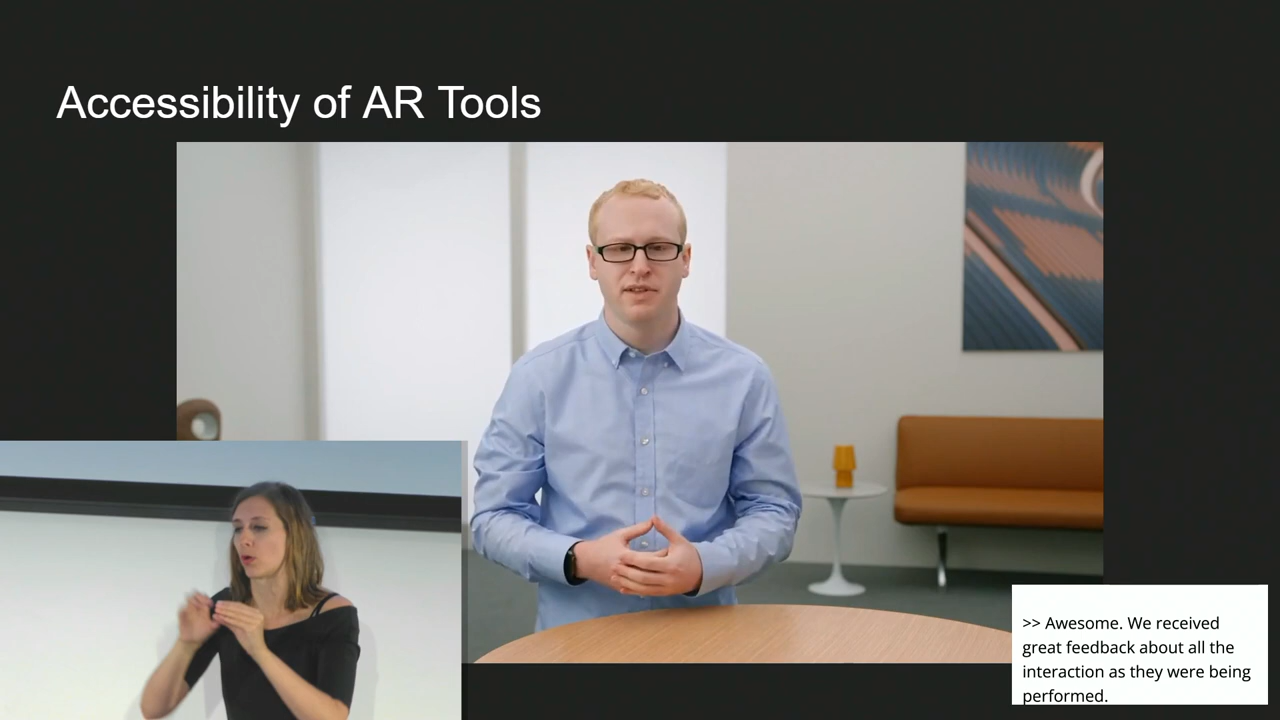 Accessibility of AR Tools
>> Awesome. We received
great feedback about all the
interaction as they were being
performed.